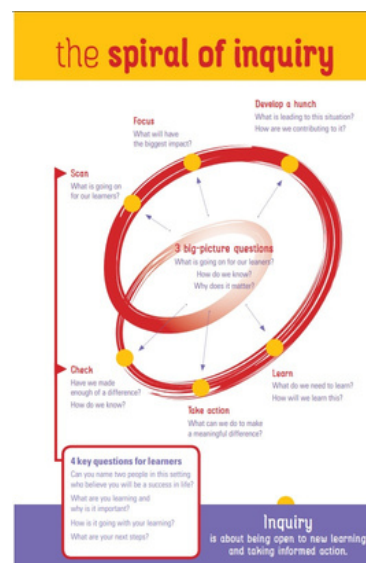 the spiral of inquiry
Develop a hunch
What is leading to this situation?
How are we contributing to it?
Focus
What will have
the biggest impact?
Scan
What is going on
for our learners?
3 big-picture questions
What is going on for our leaners?
How do we know?
Why does it matter?
Learn
What do we need to learn?
How will we learn this?
Check
Have we made
enough of a difference?
How do we know?
Take action
What can we do to make
a meaningful difference?
4 key questions for learners
Can you name two people in this setting
who believe you will be a success in life?
What are you learning and
why is it important?
How is it going with your learning?
What are your next steps?
Inquiry
is about being open to new learning
and taking informed action.